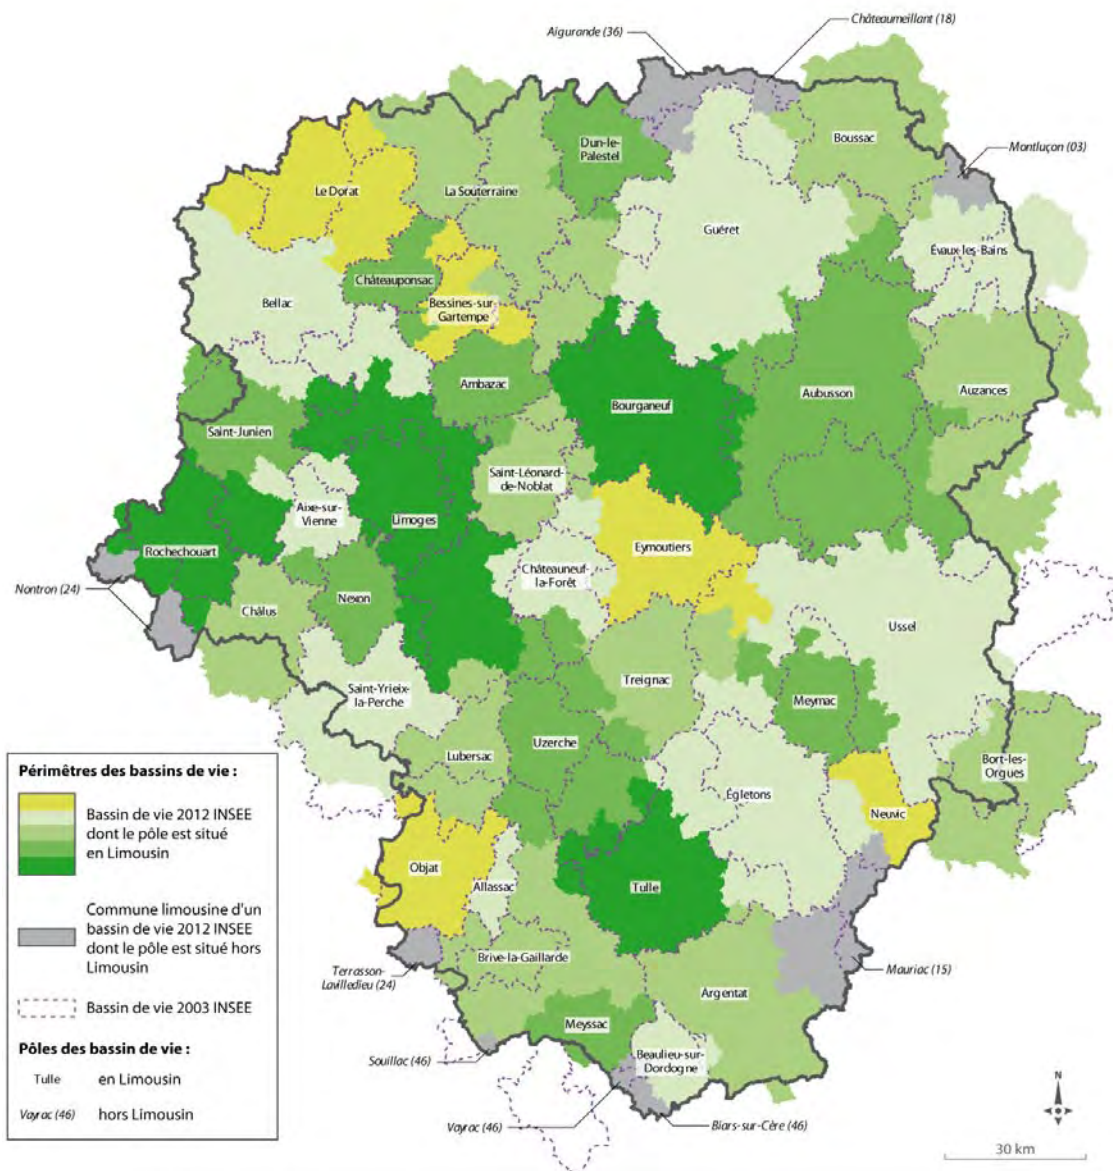 Châteaumeillant (18)
Aigurande (36)
Montluçon (03)
Boussac
Dun-le-
Palestel
Le Dorat
La Souterraine
Guéret
Évaux-les-Bains
Châteauponsac
Bellac
Bessines-sur-
Gartempe
Ambazac
Bourganeuf
Aubusson
Auzances
Saint-Junien
Saint-Léonard-
de-Noblat
Aixe-sur-
Vienne
Limoges
Rochechouart
Eymoutiers
Châteauneuf-
la-Forêt
Nontron (24)
Châlus
Nexon
Ussel
Treignac
Saint-Yrieix-
la-Perche
Meymac
Uzerche
Lubersac
Bort-les-
Orgues
Égletons
Neuvic
Objat
Allassac
Tulle
Brive-la-Gaillarde
Terrasson-
Lavilledieu (24)
Mauriac (15)
Argentat
Meyssac
Souillac (46)
Beaulieu-sur-
Dordogne
Vayrac (46)
Biars-sur-Cère (46)
Périmètres des bassins de vie :
Bassin de vie 2012 INSEE
dont le pôle est situé
en Limousin
Commune limousine d'un
bassin de vie 2012 INSEE
dont le pôle est situé hors
Limousin
Bassin de vie 2003 INSEE
Pôles des bassin de vie :
Tulle en Limousin
Vayrac (46) hors Limousin
N
30 km